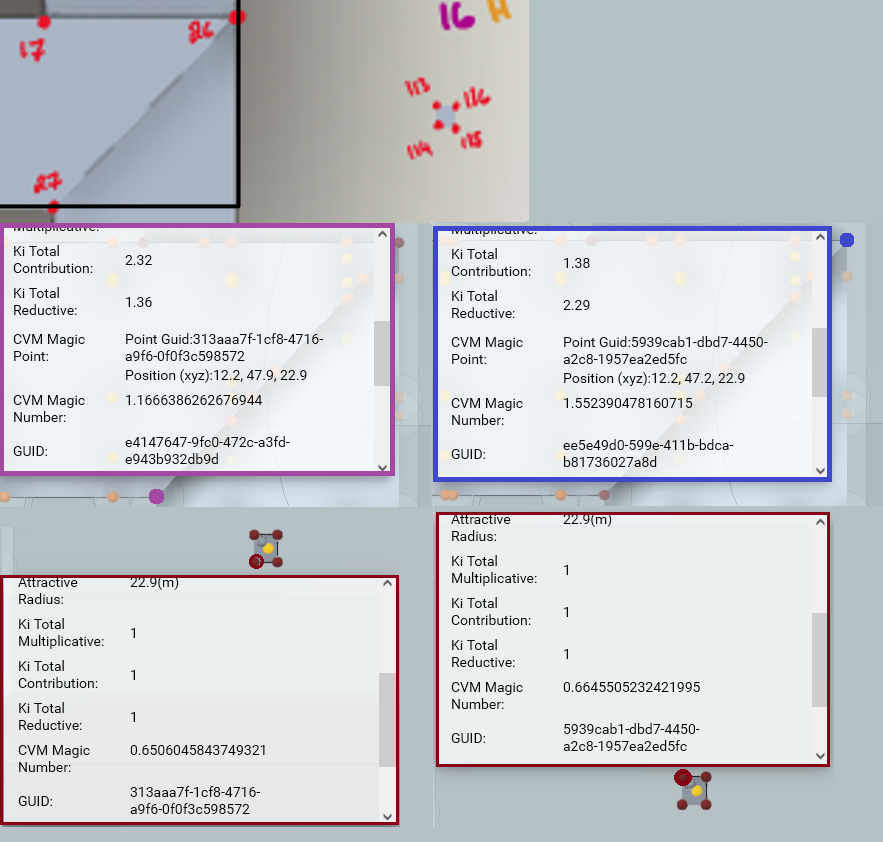 16 H
17
26
113
116
114
115
27
Multiplicative:
Ki Total
Contribution:
2.32
Ki Total
Reductive:
1.36
CVM Magic
Point:
Point Guid:313aaa7f-1cf8-4716-
a9f6-0f0f3c598572
Position (xyz):12.2, 47.9, 22.9
CVM Magic
Number:
1.1666386262676944
GUID:
e4147647-9fc0-472c-a3fd-
e943b932db9d
Multiplicative:
Ki Total
Contribution:
1.38
Ki Total
Reductive:
2.29
CVM Magic
Point:
Point Guid:5939cab1-dbd7-4450-
a2c8-1957ea2ed5fc
Position (xyz):12.2, 47.2, 22.9
CVM Magic
Number:
1.552390478160715
GUID:
ee5e49d0-599e-411b-bdca-
b81736027a8d
Attractive
Radius:
22.9(m)
Ki Total
Multiplicative:
1
Ki Total
Contribution:
1
Ki Total
Reductive:
1
CVM Magic
Number:
0.6506045843749321
GUID:
313aaa7f-1cf8-4716-
a9f6-0f0f3c598572
Attractive
Radius:
22.9(m)
Ki Total
Multiplicative:
1
Ki Total
Contribution:
1
Ki Total
Reductive:
1
CVM Magic
Number:
0.6645505232421995
GUID:
5939cab1-dbd7-4450-
a2c8-1957ea2ed5fc